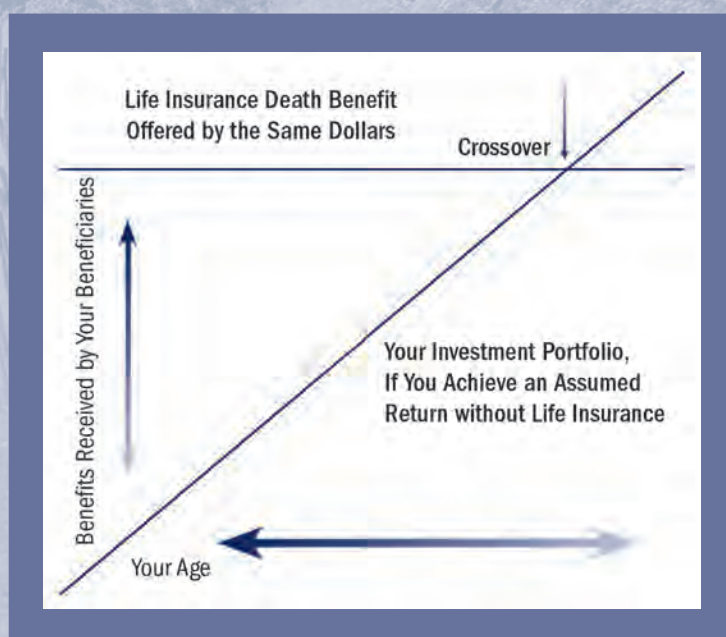 Life Insurance Death Benefit
Offered by the Same Dollars
Crossover
Benefits Received by Your Beneficiaries
Your Investment Portfolio,
If You Achieve an Assumed
Return without Life Insurance
Your Age